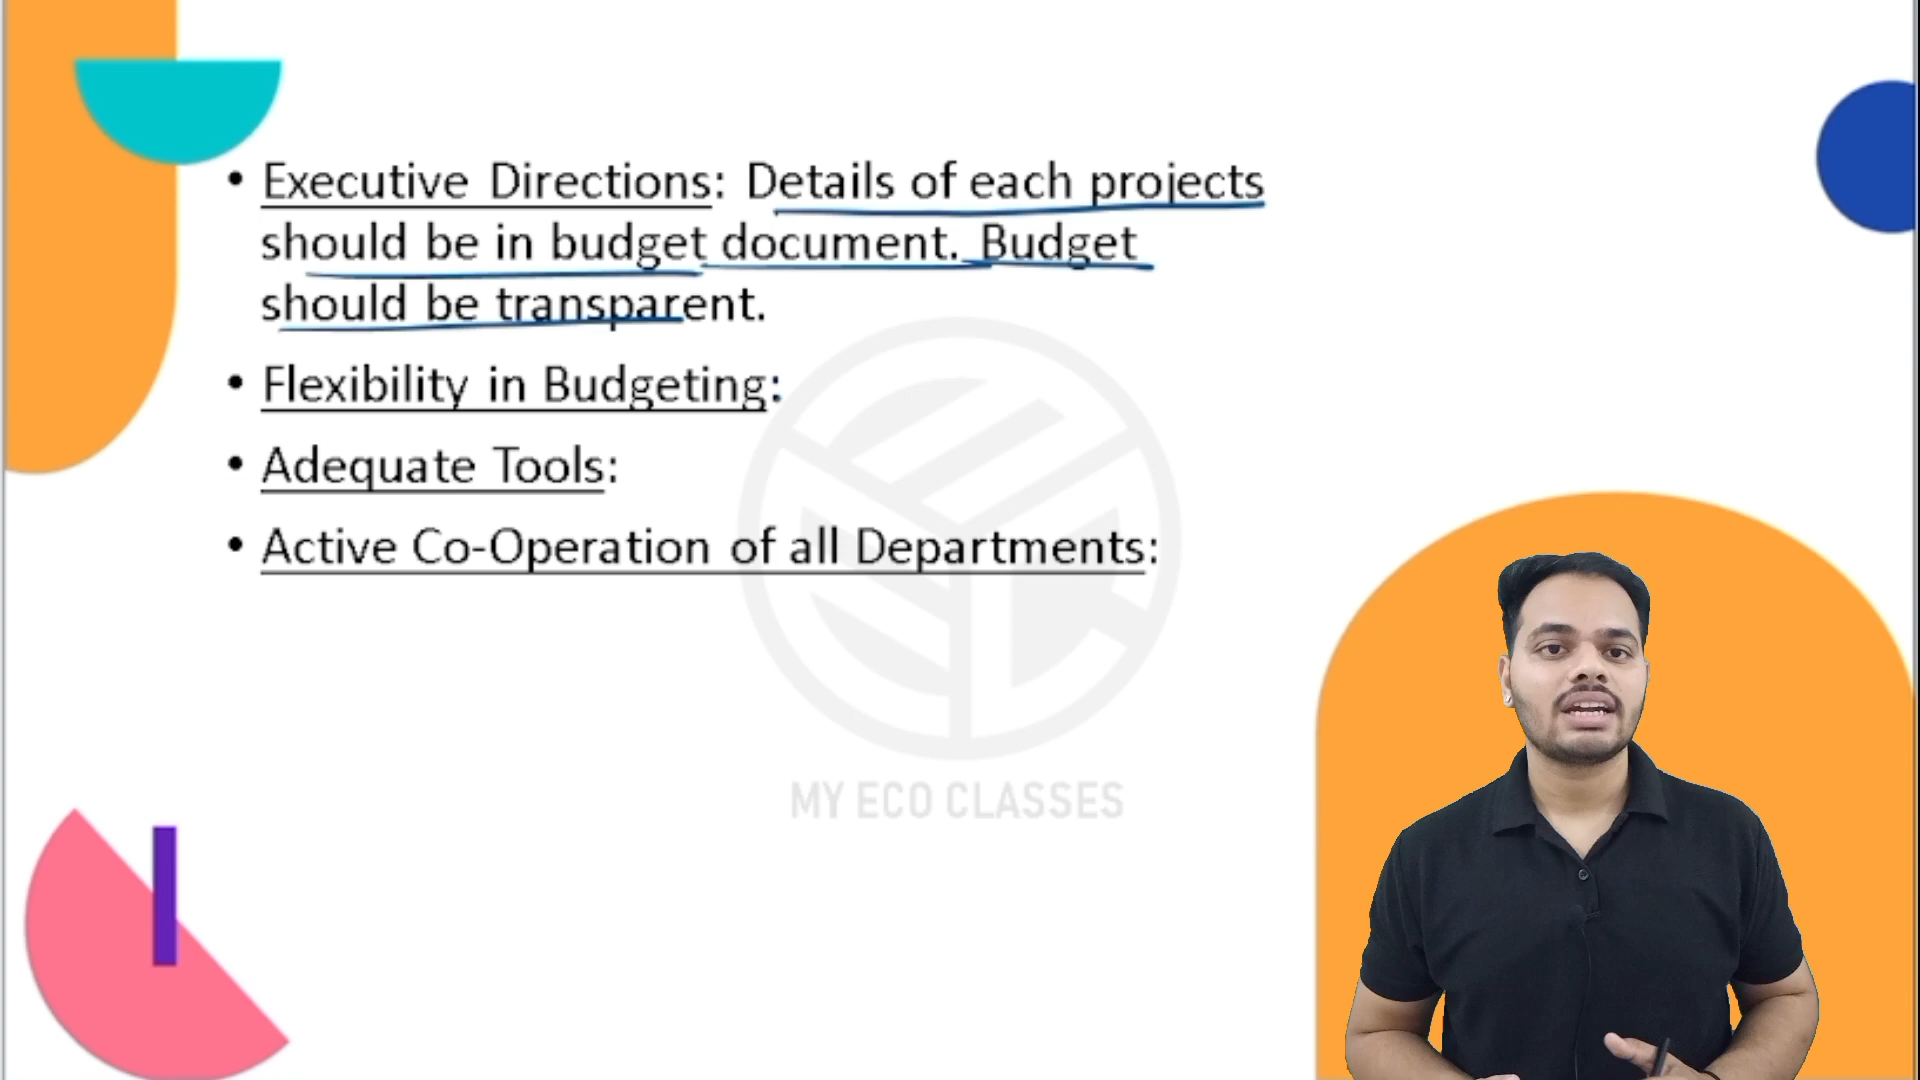 • Executive Directions: Details of each projects
should be in budget document. Budget
should be transparent.
• Flexibility in Budgeting:
• Adequate Tools:
• Active Co-Operation of all Departments:
MY ECO CLASSES